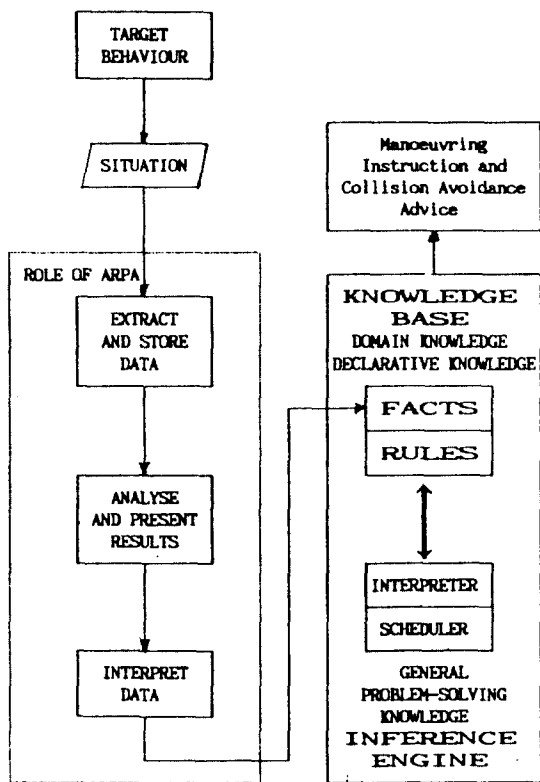 TARGET
BEHAVIOUR
SITUATION
ROLE OF ARPA
EXTRACT
AND STORE
DATA
ANALYSE
AND PRESENT
RESULTS
INTERPRET
DATA
Manoeuvring
Instruction and
Collision Avoidance
Advice
KNOWLEDGE
BASE
DOMAIN KNOWLEDGE
DECLARATIVE KNOWLEDGE
FACTS
RULES
INTERPRETER
SCHEDULER
GENERAL
PROBLEM-SOLVING
KNOWLEDGE
INFERENCE
ENGINE